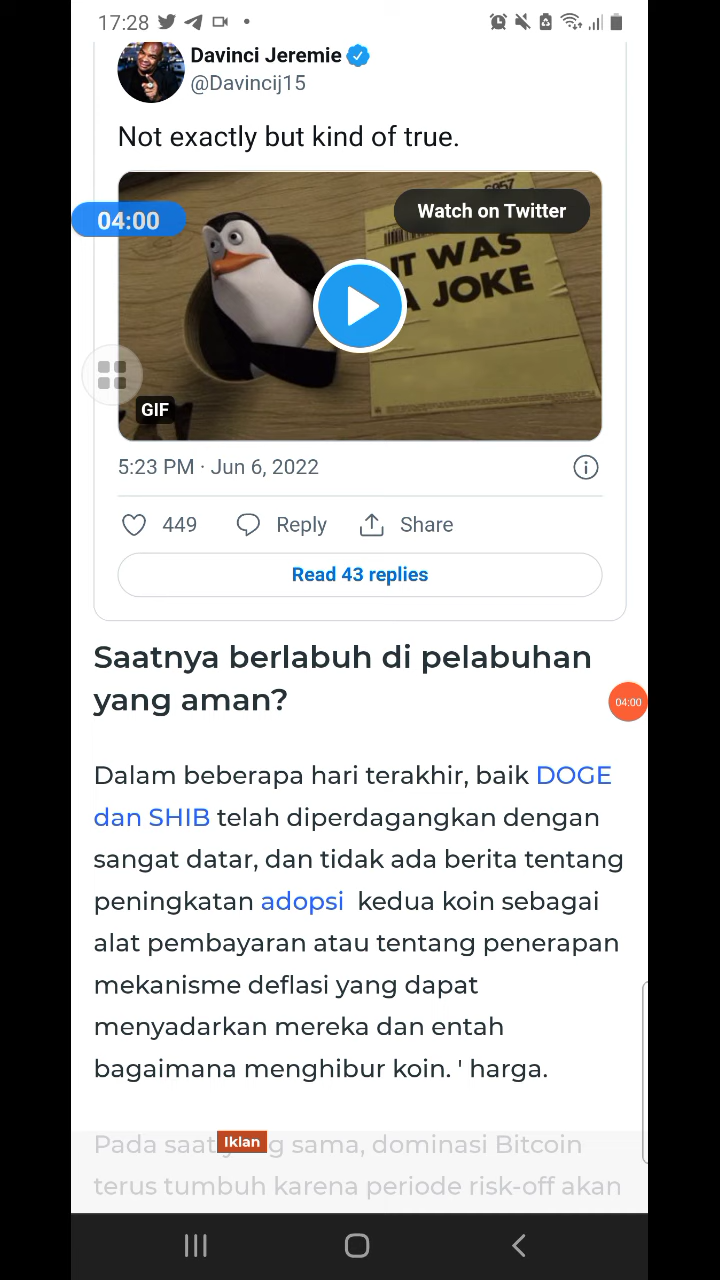 17:28
Davinci Jeremie
@Davincij15
Not exactly but kind of true.
Watch on Twitter
04:00
IT WAS
A JOKE
GIF
5:23 PM · Jun 6, 2022
449 Reply Share
Read 43 replies
Saatnya berlabuh di pelabuhan
yang aman?
04:00
Dalam beberapa hari terakhir, baik DOGE
dan SHIB telah diperdagangkan dengan
sangat datar, dan tidak ada berita tentang
peningkatan adopsi kedua koin sebagai
alat pembayaran atau tentang penerapan
mekanisme deflasi yang dapat
menyadarkan mereka dan entah
bagaimana menghibur koin. ' harga.
Iklan
Pada saat sama, dominasi Bitcoin
terus tumbuh karena periode risk-off akan